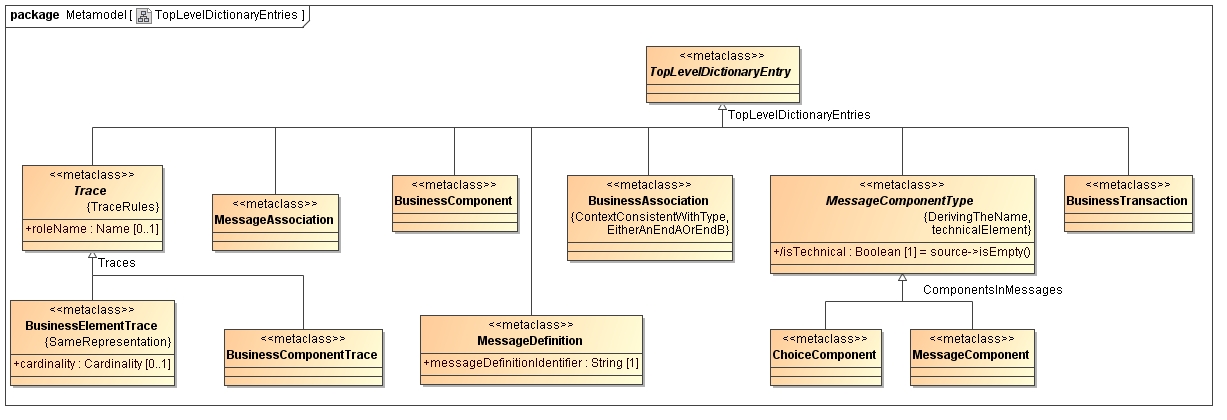 package Metamodel [ TopLevelDictionaryEntries ]
<<metaclass>>
TopLevelDictionaryEntry
TopLevelDictionaryEntries
<<metaclass>>
Trace
{TraceRules}
+roleName : Name [0..1]
<<metaclass>>
MessageAssociation
<<metaclass>>
BusinessComponent
<<metaclass>>
BusinessAssociation
{ContextConsistentWithType,
EitherAnEndAOrEndB}
<<metaclass>>
MessageComponentType
{DerivingTheName,
technicalElement}
+/isTechnical : Boolean [1] = source->isEmpty()
<<metaclass>>
BusinessTransaction
Traces
ComponentsInMessages
<<metaclass>>
BusinessElementTrace
{SameRepresentation}
+cardinality : Cardinality [0..1]
<<metaclass>>
BusinessComponentTrace
<<metaclass>>
MessageDefinition
+messageDefinitionIdentifier : String [1]
<<metaclass>>
ChoiceComponent
<<metaclass>>
MessageComponent